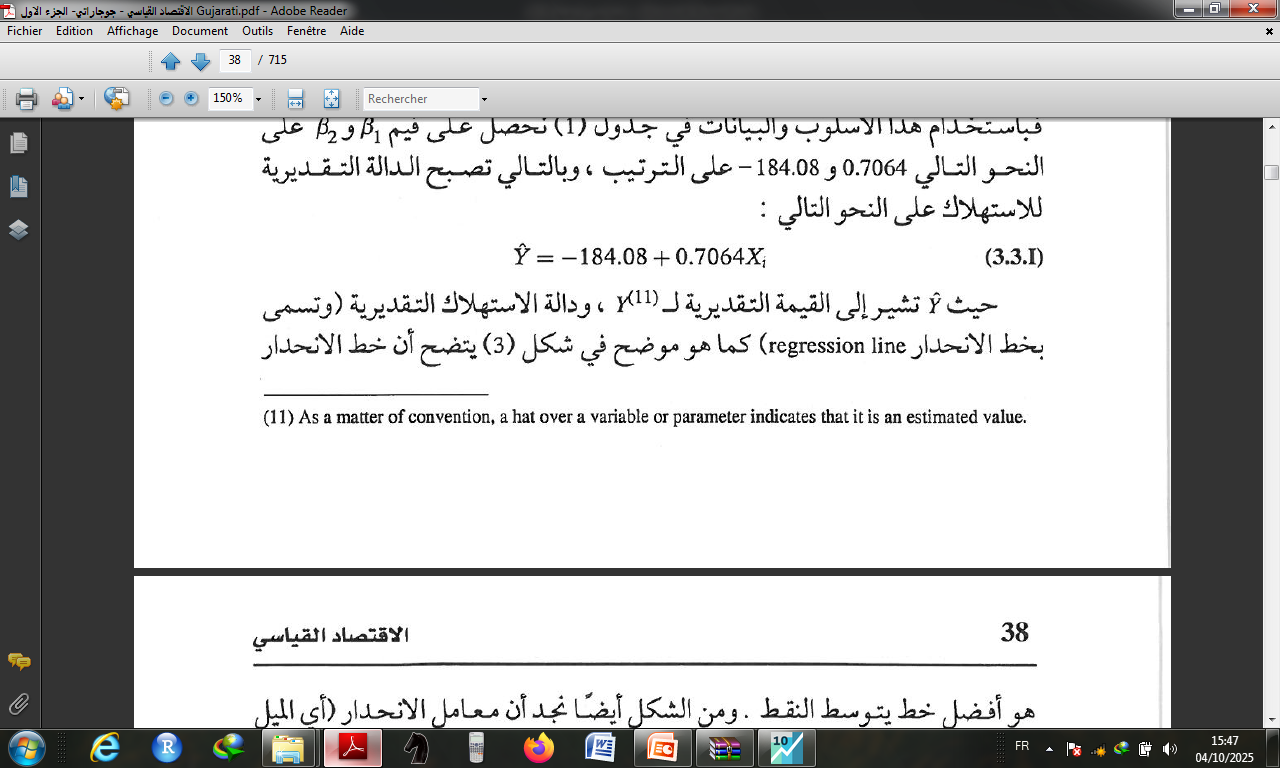 الاقتصاد القياسي - جوجاراتي- الجزء الاول Gujarati.pdf - Adobe Reader
Fichier Edition Affichage Document Outils Fenêtre Aide
38 / 715
150% Rechercher
فباستخدام هذا الأسلوب والبيانات في جدول (1) نحصل على قيم β1 و β2 على
النحو التالي 0.7064 و 184.08 − على الترتيب ، وبالتالي تصبح الدالة التقديرية
للاستهلاك على النحو التالي :
Ŷ = −184.08 + 0.7064Xi (3.3.I)
حيث Ŷ تشير إلى القيمة التقديرية لـ Y(11) ، ودالة الاستهلاك التقديرية (وتسمى
بخط الانحدار regression line) كما هو موضح في شكل (3) يتضح أن خط الانحدار
(11) As a matter of convention, a hat over a variable or parameter indicates that it is an estimated value.
38 الاقتصاد القياسي
هو أفضل خط يتوسط النقط . ومن الشكل أيضًا نجد أن معامل الانحدار (أي الميل
R 10 FR 15:47
04/10/2025